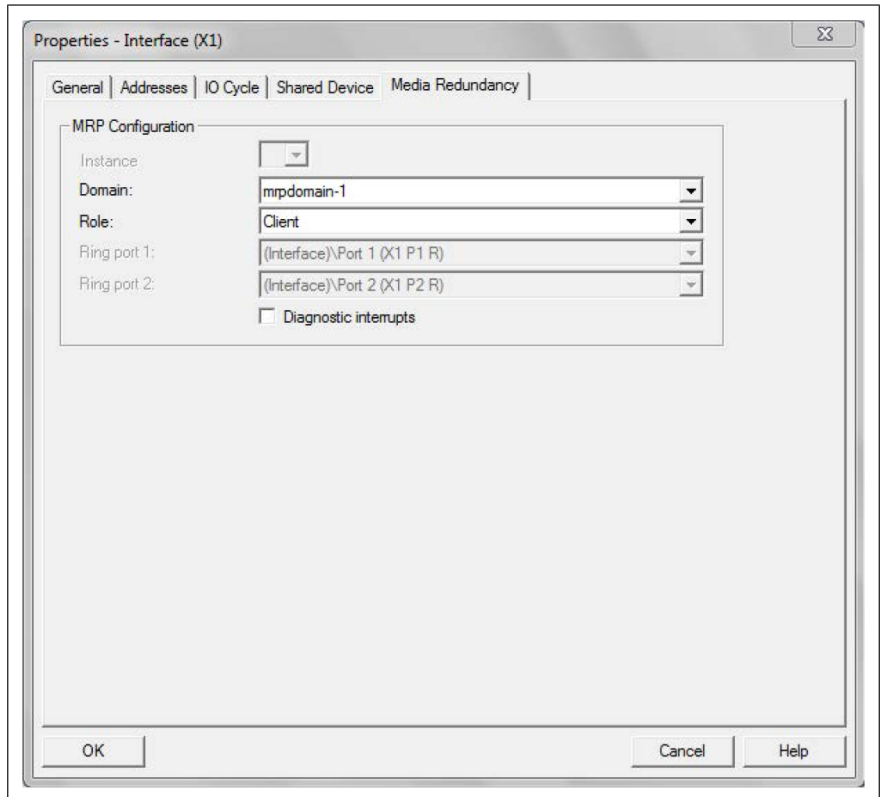 Properties - Interface (X1)
General Addresses IO Cycle Shared Device Media Redundancy
MRP Configuration
Instance
Domain: mrpdomain-1
Role: Client
Ring port 1: (Interface)\Port 1 (X1 P1 R)
Ring port 2: (Interface)\Port 2 (X1 P2 R)
Diagnostic interrupts
OK Cancel Help